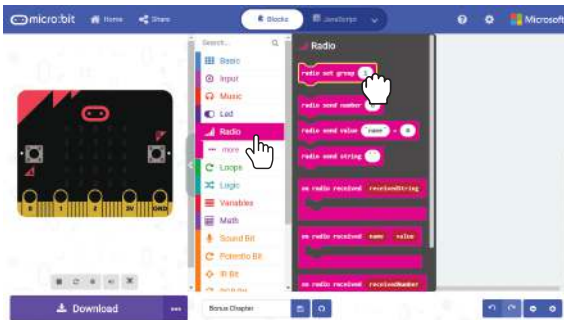 micro:bit Home Share Blocks JavaScript Microsoft
Search...
Basic
Input
Music
Led
Radio
more
Loops
Logic
Variables
Math
Sound Bit
Potentio Bit
IR Bit
Radio
radio set group 1
radio send number
radio send value "name" = 0
radio send string
on radio received receivedString
on radio received name value
on radio received receivedNumber
0 1 2 3V GND
Download
Bonus Chapter